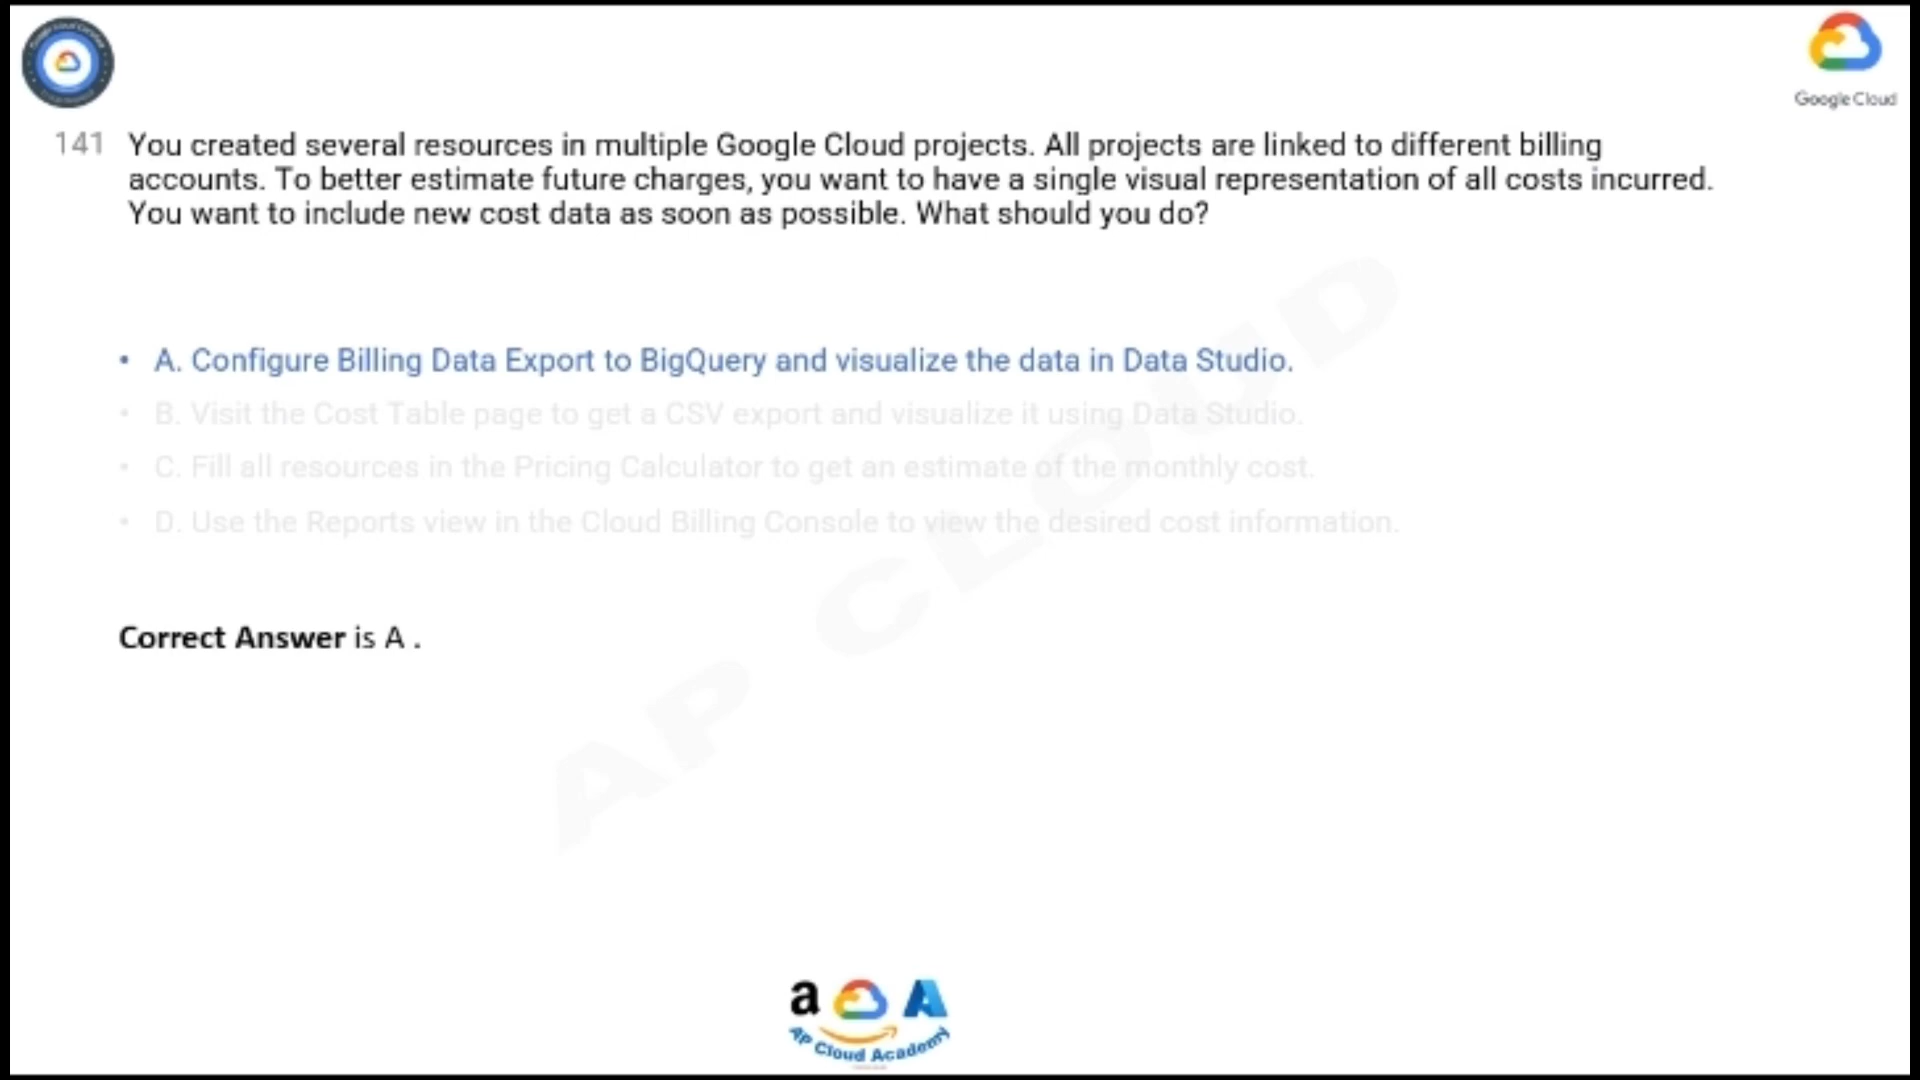 Google Cloud
141 You created several resources in multiple Google Cloud projects. All projects are linked to different billing
accounts. To better estimate future charges, you want to have a single visual representation of all costs incurred.
You want to include new cost data as soon as possible. What should you do?
• A. Configure Billing Data Export to BigQuery and visualize the data in Data Studio.
• B. Visit the Cost Table page to get a CSV export and visualize it using Data Studio.
• C. Fill all resources in the Pricing Calculator to get an estimate of the monthly cost.
• D. Use the Reports view in the Cloud Billing Console to view the desired cost information.
AP CLOUD
Correct Answer is A .
a A
AP Cloud Academy